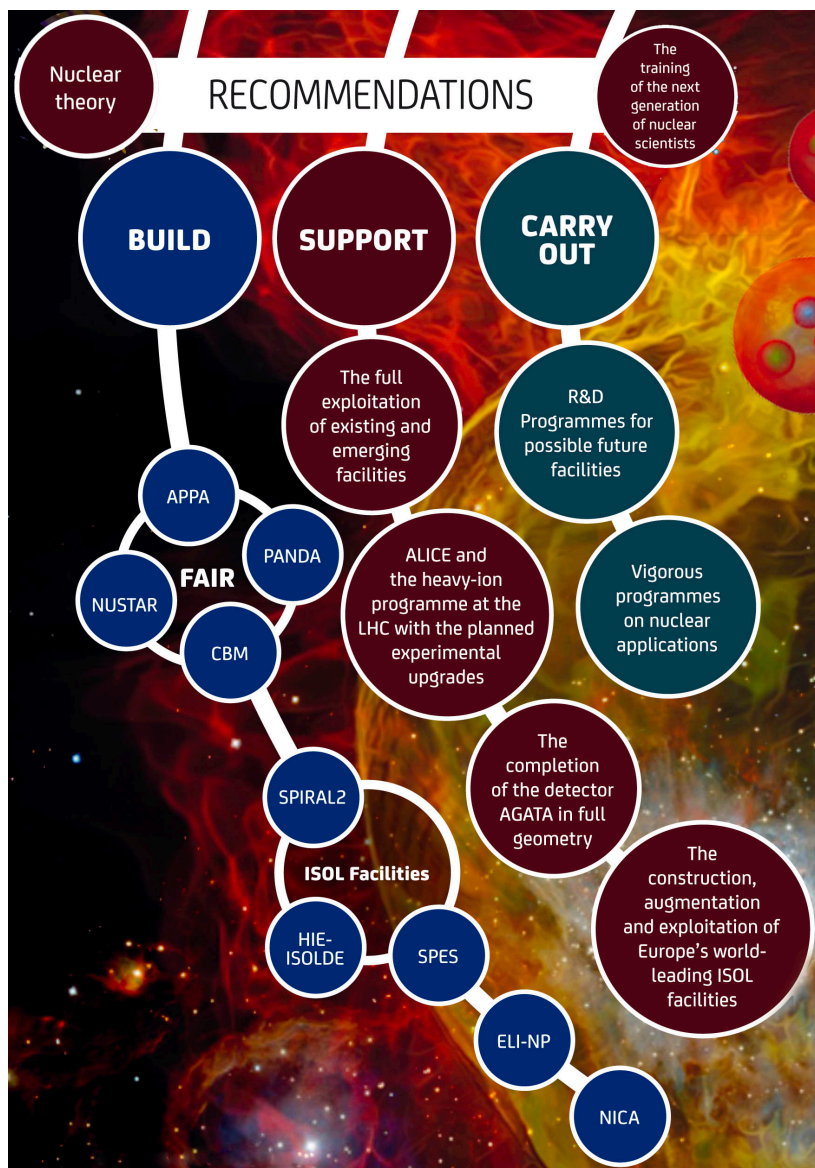 Nuclear
theory
RECOMMENDATIONS
The
training
of the next
generation
of nuclear
scientists
BUILD
SUPPORT
CARRY
OUT
The full
exploitation
of existing and
emerging
facilities
R&D
Programmes for
possible future
facilities
APPA
PANDA
FAIR
NUSTAR
CBM
ALICE and
the heavy-ion
programme at the
LHC with the planned
experimental
upgrades
Vigorous
programmes
on nuclear
applications
SPIRAL2
ISOL Facilities
HIE-
ISOLDE
SPES
The
completion
of the detector
AGATA in full
geometry
The
construction,
augmentation
and exploitation of
Europe's world-
leading ISOL
facilities
ELI-NP
NICA